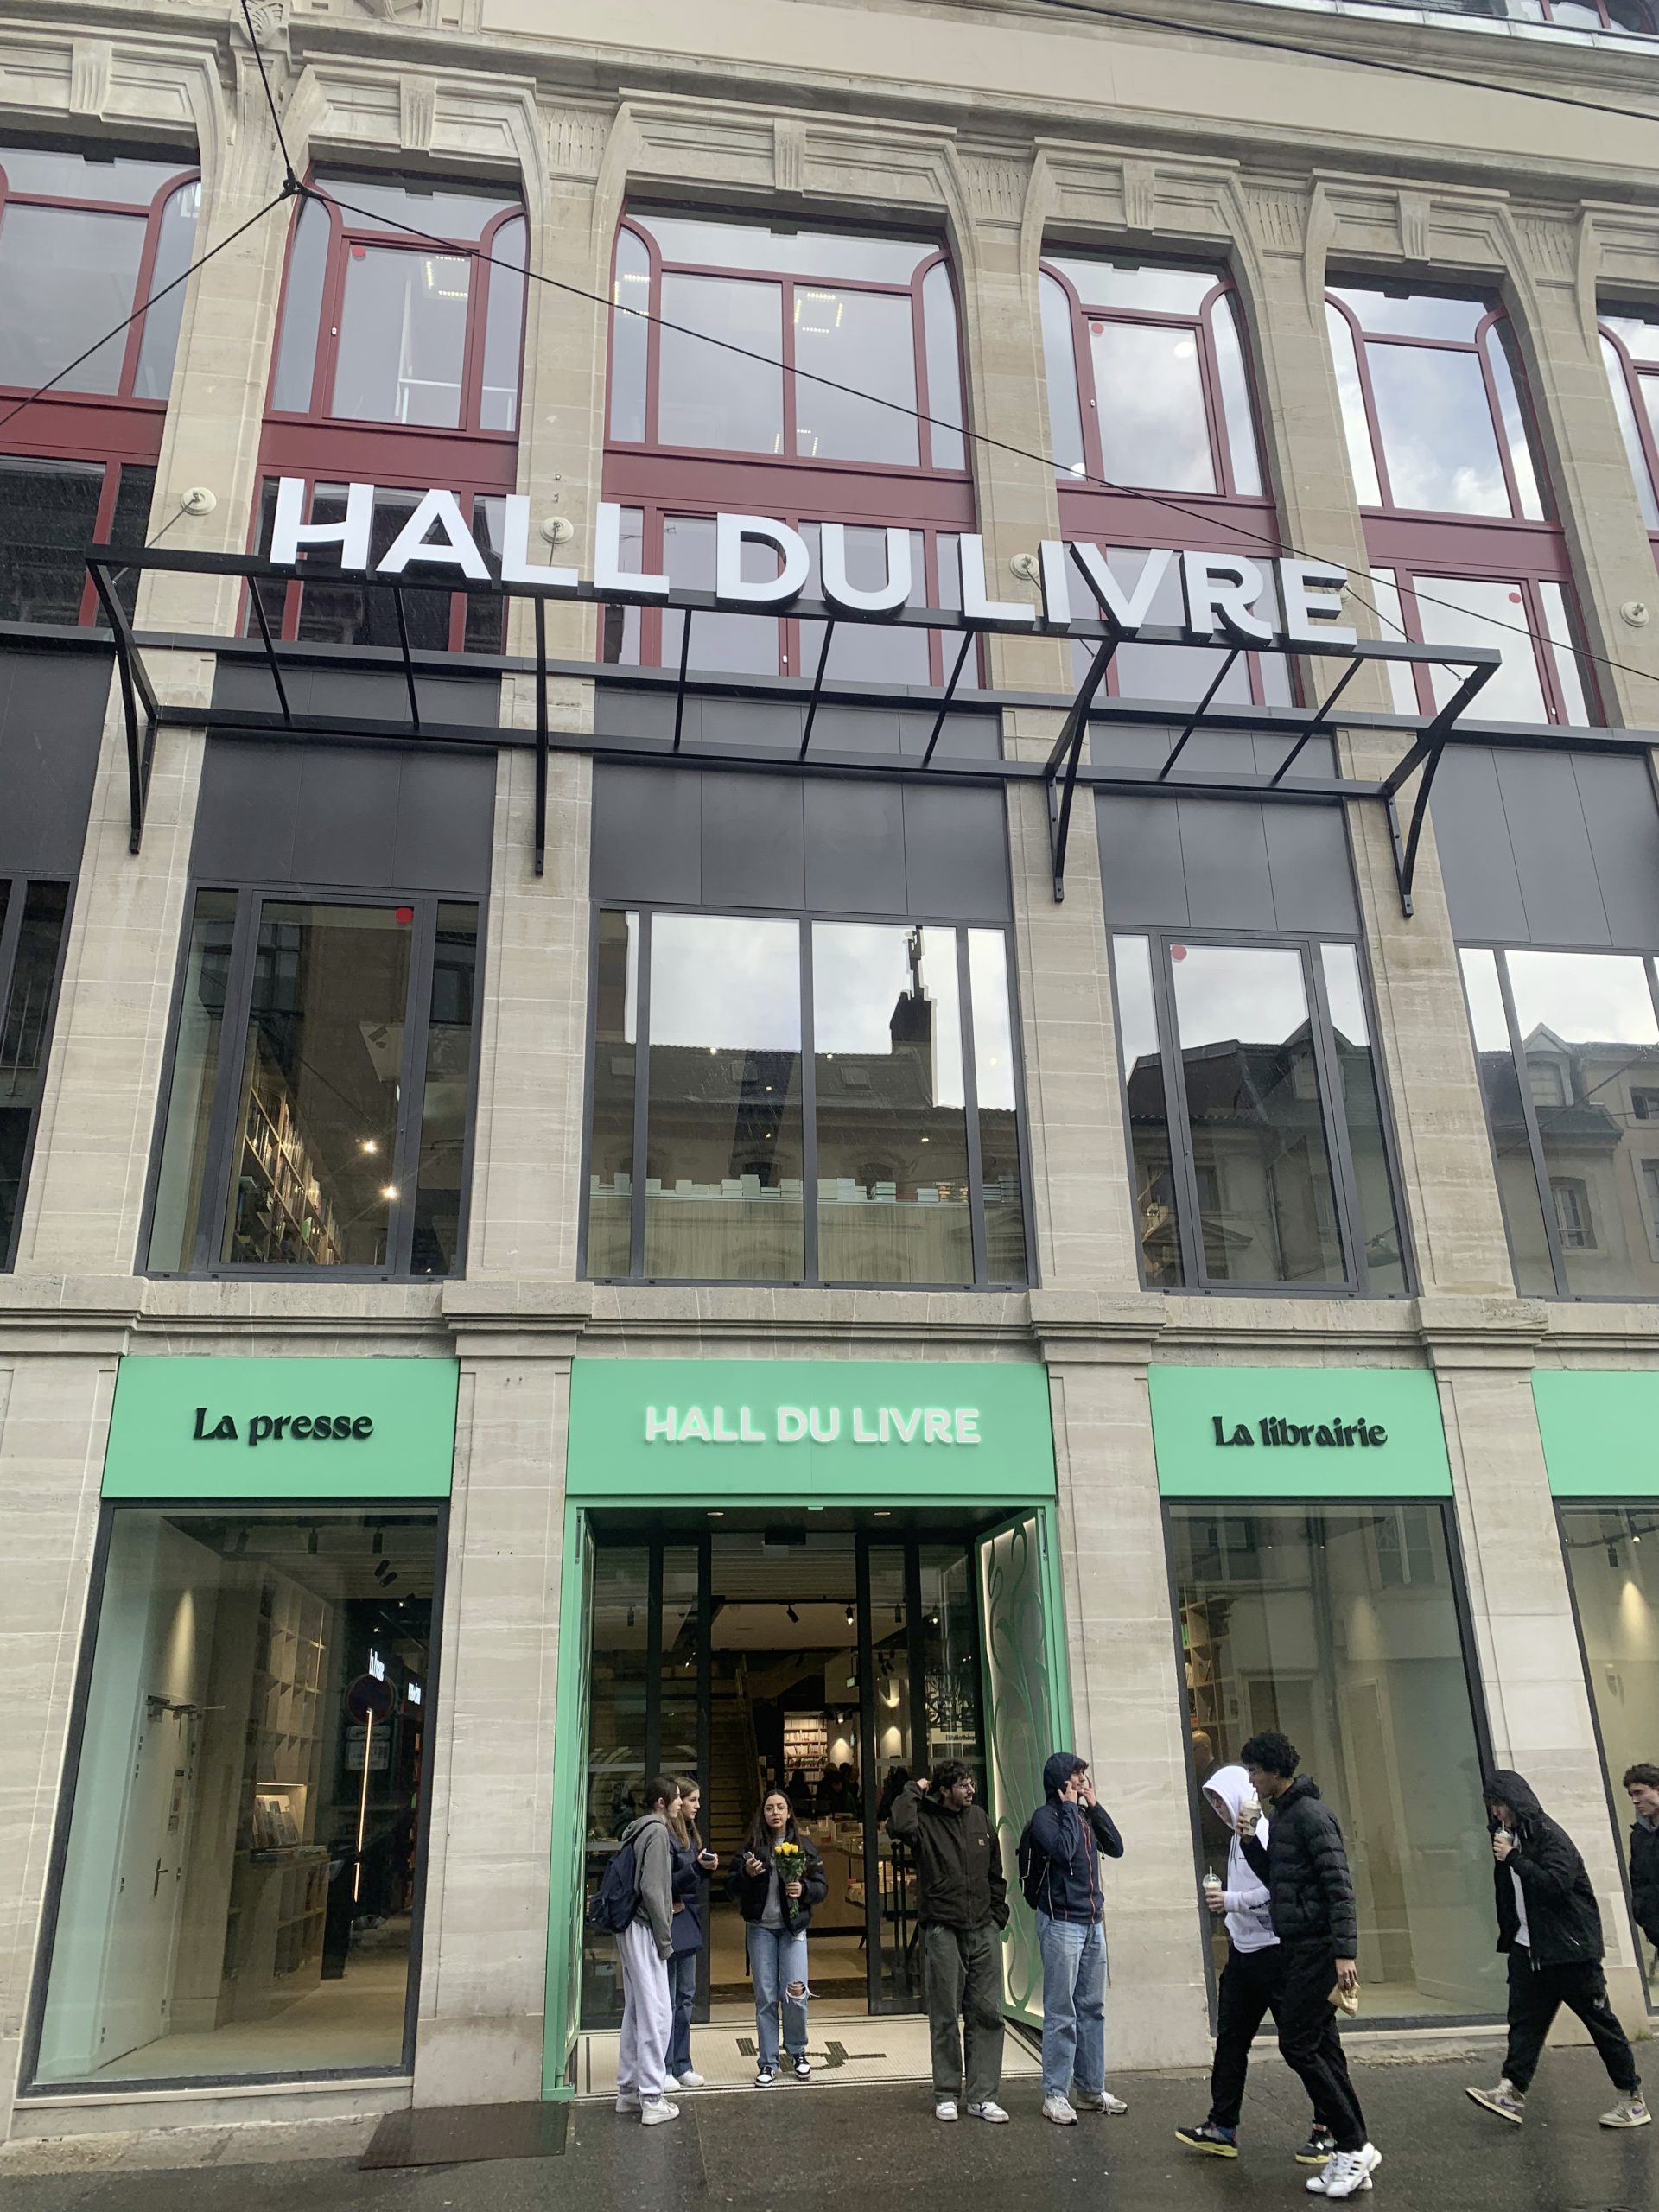 HALL DU LIVRE
La presse
HALL DU LIVRE
La librairie